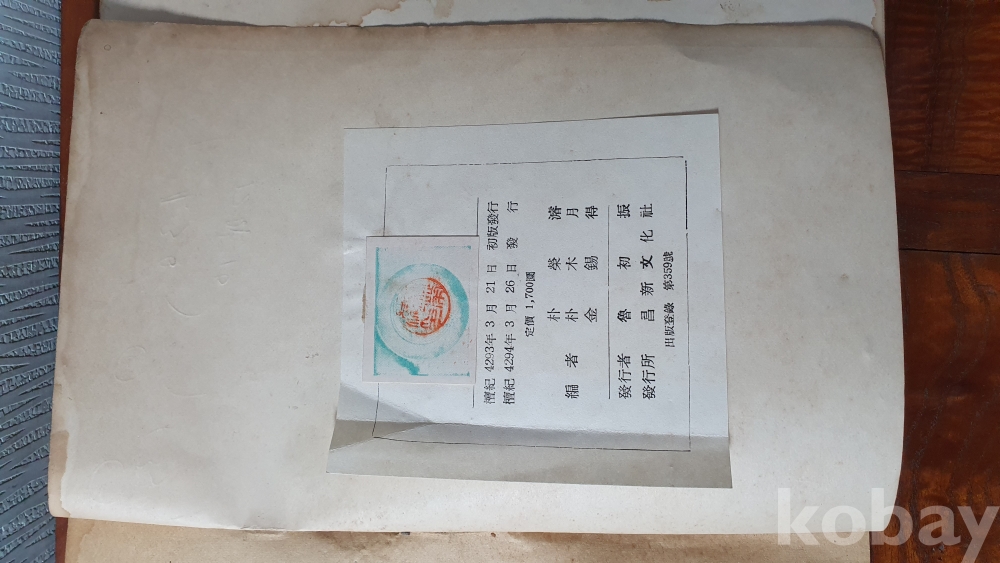 檀紀 4293年 3月 21日 初版發行
檀紀 4294年 3月 26日 發行
定價 1,700圜
編者 朴榮濬
朴木月
金錫得
發行者 魯初振
發行所 昌新文化社
出版登錄 第359號
kobay